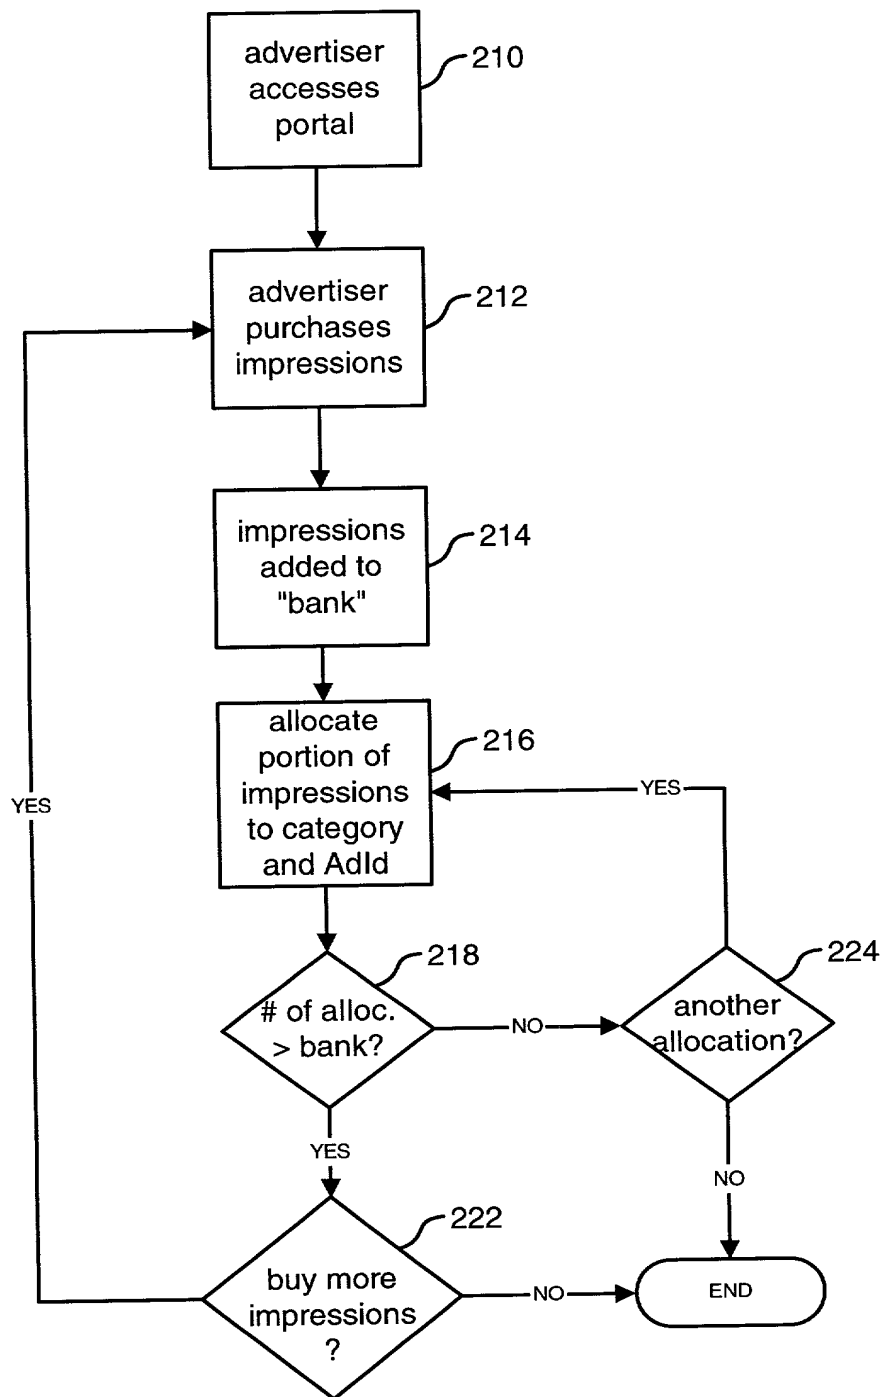 advertiser
accesses
portal
210
advertiser
purchases
impressions
212
impressions
added to
"bank"
214
allocate
portion of
impressions
to category
and AdId
216
YES
YES
# of alloc.
> bank?
218
NO
another
allocation?
224
YES
NO
buy more
impressions
?
222
NO
END